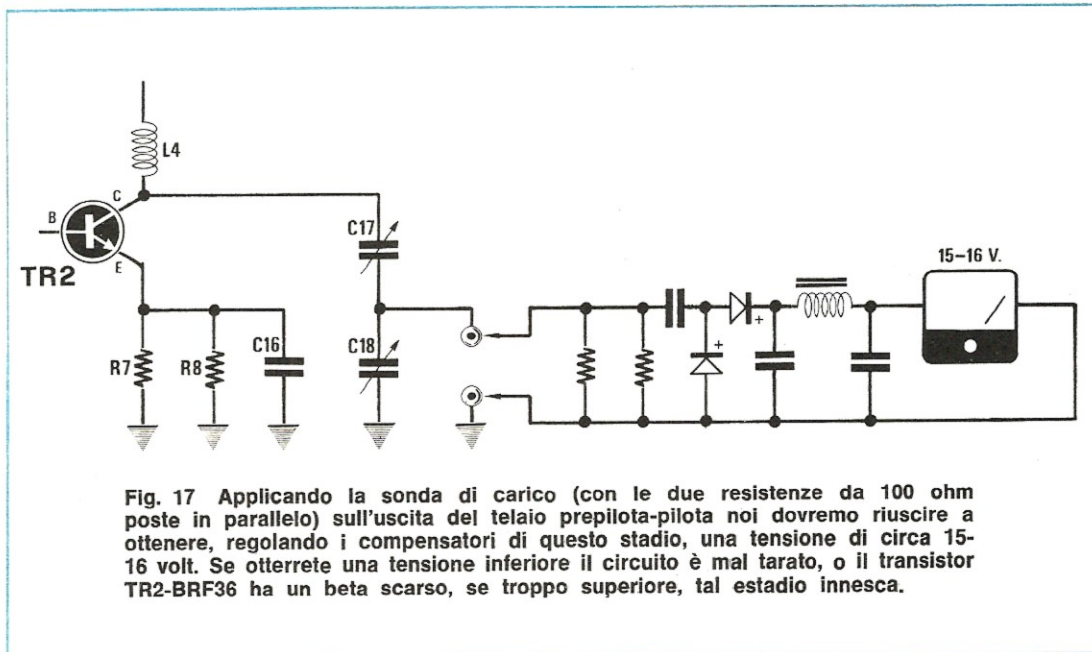 L4
C
B
E
TR2
C17
15–16 V.
R7
R8
C16
C18
+
+
Fig. 17 Applicando la sonda di carico (con le due resistenze da 100 ohm
poste in parallelo) sull'uscita del telaio prepilota-pilota noi dovremo riuscire a
ottenere, regolando i compensatori di questo stadio, una tensione di circa 15-
16 volt. Se otterrete una tensione inferiore il circuito è mal tarato, o il transistor
TR2-BRF36 ha un beta scarso, se troppo superiore, tal estadio innesca.